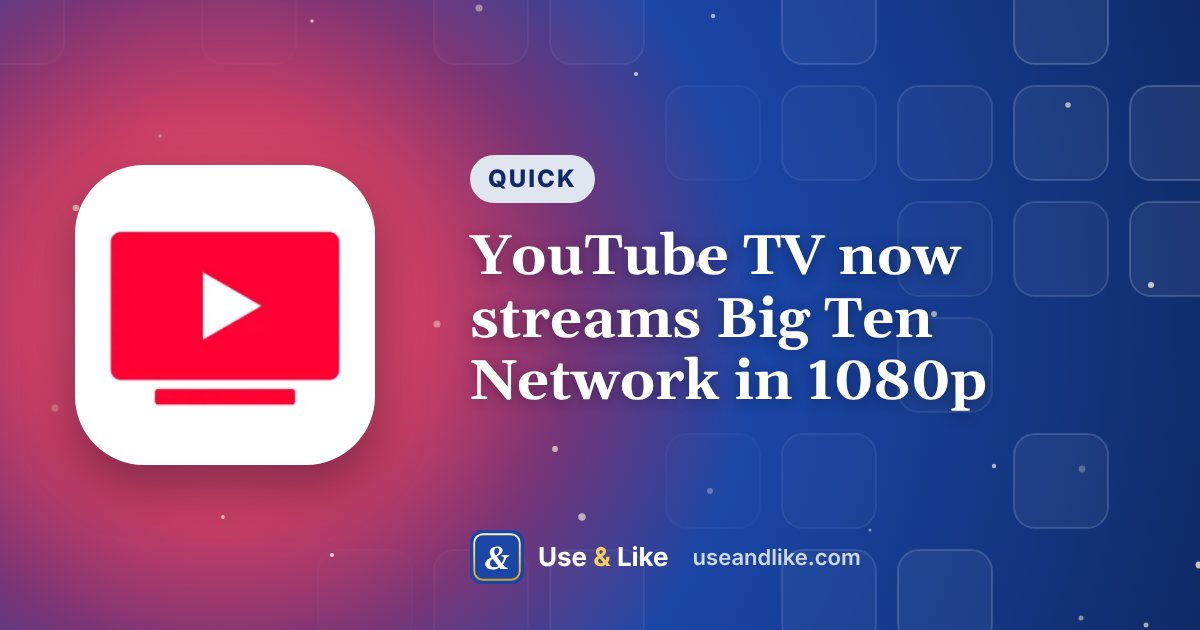 QUICK
YouTube TV now
streams Big Ten
Network in 1080p
& Use & Like useandlike.com